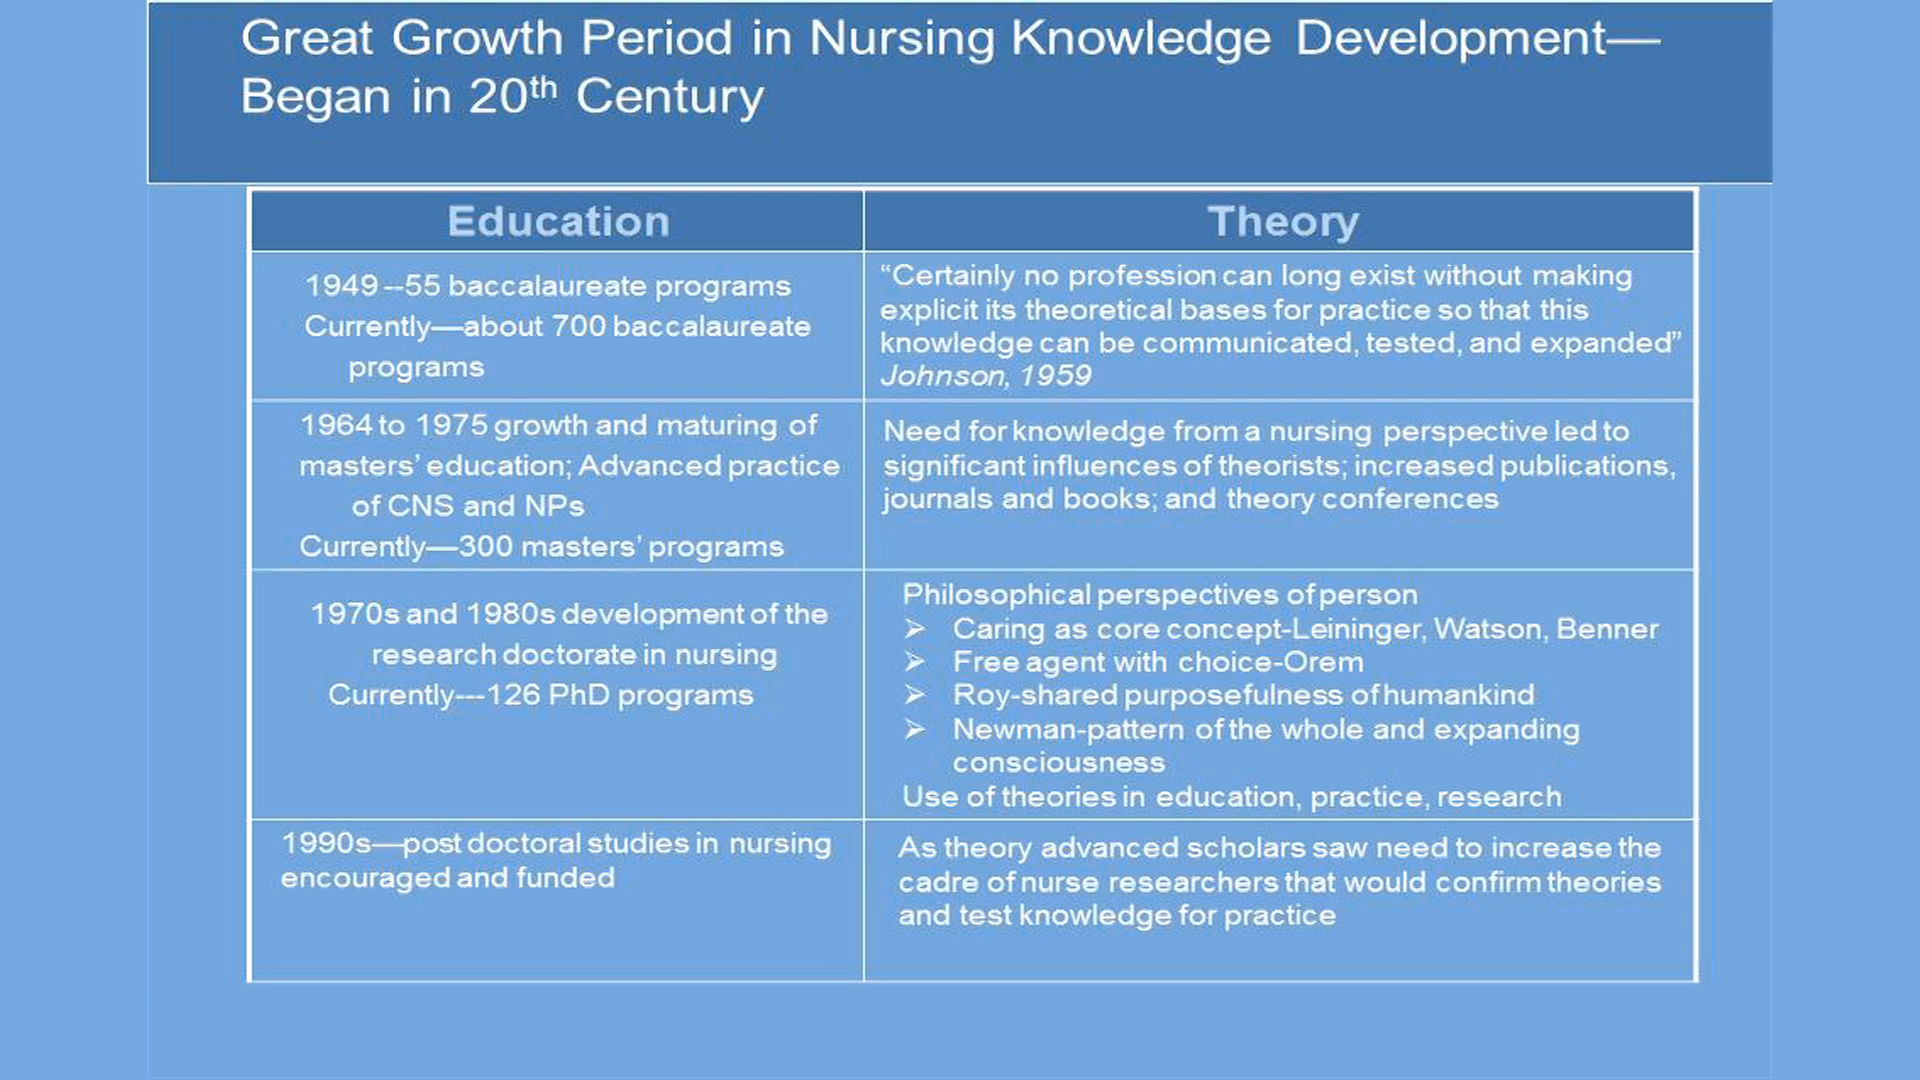 Great Growth Period in Nursing Knowledge Development—
Began in 20th Century
Education
Theory
1949--55 baccalaureate programs
Currently—about 700 baccalaureate
programs
“Certainly no profession can long exist without making
explicit its theoretical bases for practice so that this
knowledge can be communicated, tested, and expanded”
Johnson, 1959
1964 to 1975 growth and maturing of
masters’ education; Advanced practice
of CNS and NPs
Currently—300 masters’ programs
Need for knowledge from a nursing perspective led to
significant influences of theorists; increased publications,
journals and books; and theory conferences
1970s and 1980s development of the
research doctorate in nursing
Currently---126 PhD programs
Philosophical perspectives of person
➢ Caring as core concept-Leininger, Watson, Benner
➢ Free agent with choice-Orem
➢ Roy-shared purposefulness of humankind
➢ Newman-pattern of the whole and expanding
consciousness
Use of theories in education, practice, research
1990s—post doctoral studies in nursing
encouraged and funded
As theory advanced scholars saw need to increase the
cadre of nurse researchers that would confirm theories
and test knowledge for practice